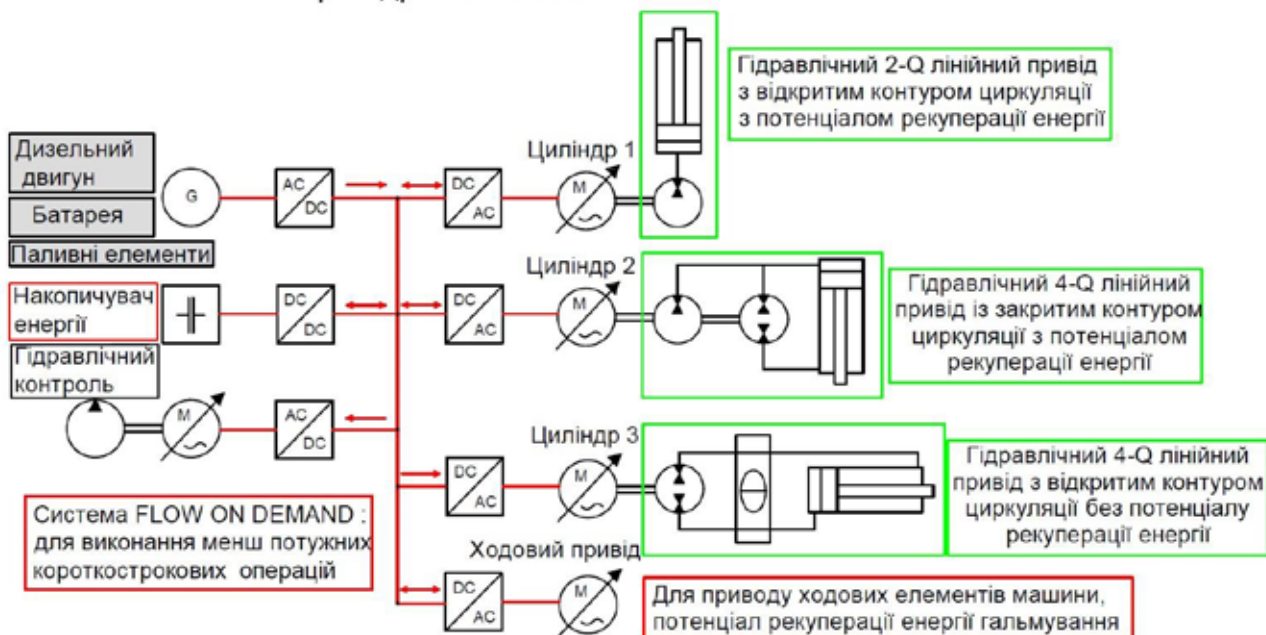 Гідравлічний 2-Q лінійний привід
з відкритим контуром циркуляції
з потенціалом рекуперації енергії
Дизельний
двигун
Батарея
Паливні елементи
G
AC
DC
DC
AC
Циліндр 1
M
Накопичувач
енергії
DC
DC
DC
AC
Циліндр 2
M
Гідравлічний 4-Q лінійний
привід із закритим контуром
циркуляції з потенціалом
рекуперації енергії
Гідравлічний
контроль
M
AC
DC
Циліндр 3
DC
AC
M
Гідравлічний 4-Q лінійний
привід з відкритим контуром
циркуляції без потенціалу
рекуперації енергії
Система FLOW ON DEMAND :
для виконання менш потужних
короткострокових операцій
Ходовий привід
DC
AC
M
Для приводу ходових елементів машини,
потенціал рекуперації енергії гальмування